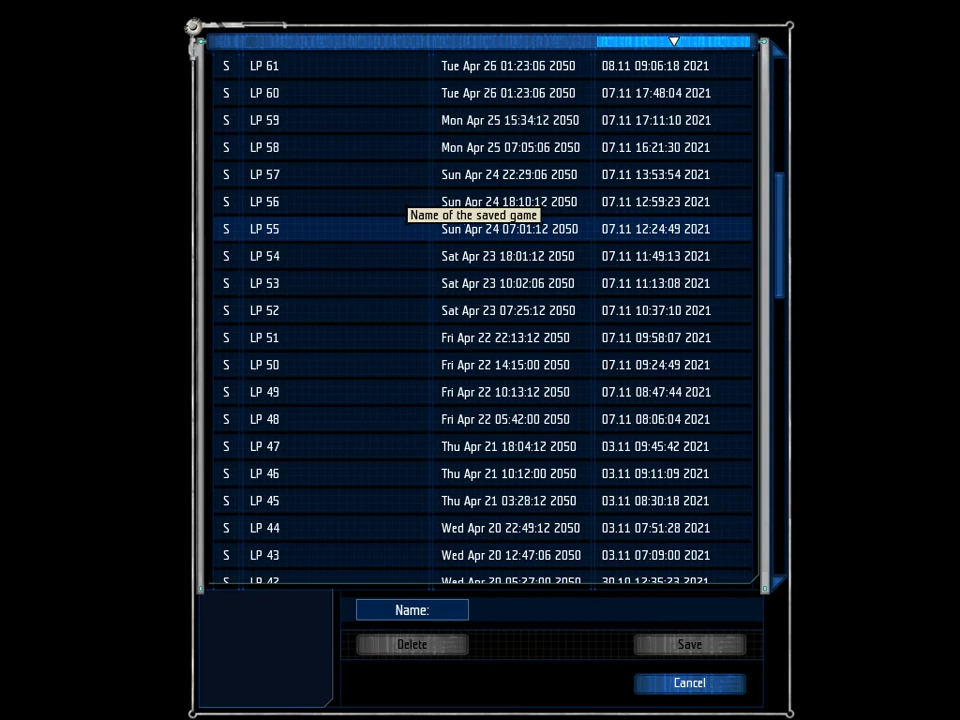 S LP 61 Tue Apr 26 01:23:06 2050 08.11 09:06:18 2021
S LP 60 Tue Apr 26 01:23:06 2050 07.11 17:48:04 2021
S LP 59 Mon Apr 25 15:34:12 2050 07.11 17:11:10 2021
S LP 58 Mon Apr 25 07:05:06 2050 07.11 16:21:30 2021
S LP 57 Sun Apr 24 22:29:06 2050 07.11 13:53:54 2021
S LP 56 Sun Apr 24 18:10:12 2050 07.11 12:59:23 2021
Name of the saved game
S LP 55 Sun Apr 24 07:01:12 2050 07.11 12:24:49 2021
S LP 54 Sat Apr 23 18:01:12 2050 07.11 11:49:13 2021
S LP 53 Sat Apr 23 10:02:06 2050 07.11 11:13:08 2021
S LP 52 Sat Apr 23 07:25:12 2050 07.11 10:37:10 2021
S LP 51 Fri Apr 22 22:13:12 2050 07.11 09:58:07 2021
S LP 50 Fri Apr 22 14:15:00 2050 07.11 09:24:49 2021
S LP 49 Fri Apr 22 10:13:12 2050 07.11 08:47:44 2021
S LP 48 Fri Apr 22 05:42:00 2050 07.11 08:06:04 2021
S LP 47 Thu Apr 21 18:04:12 2050 03.11 09:45:42 2021
S LP 46 Thu Apr 21 10:12:00 2050 03.11 09:11:09 2021
S LP 45 Thu Apr 21 03:28:12 2050 03.11 08:30:18 2021
S LP 44 Wed Apr 20 22:49:12 2050 03.11 07:51:28 2021
S LP 43 Wed Apr 20 12:47:06 2050 03.11 07:09:00 2021
S LP 42 Wed Apr 20 05:27:00 2050 30.10 12:35:23 2021
Name:
Delete Save
Cancel